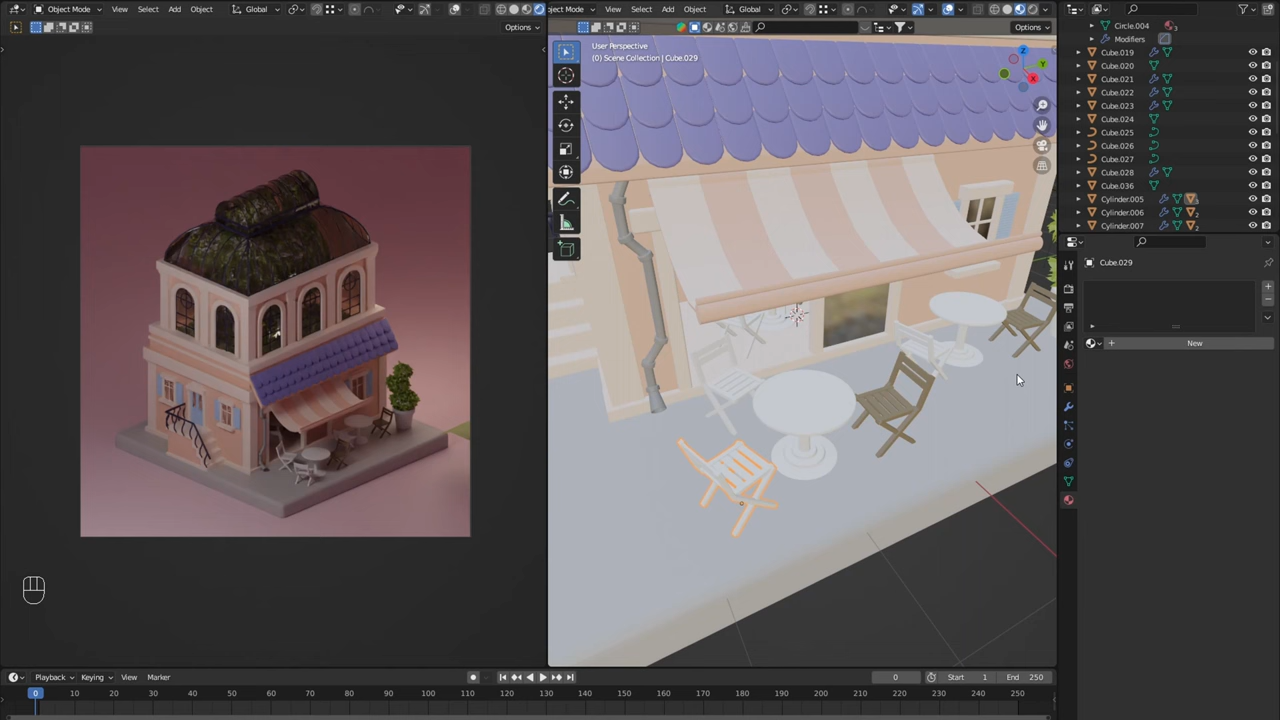 Object Mode View Select Add Object Global
Options
ject Mode View Select Add Object Global
Options
User Perspective
(0) Scene Collection | Cube.029
Circle.004 3
Modifiers
Cube.019
Cube.020
Cube.021
Cube.022
Cube.023
Cube.024
Cube.025
Cube.026
Cube.027
Cube.028
Cube.036
Cylinder.005
Cylinder.006 2
Cylinder.007 2
Cube.029
New
Playback Keying View Marker 0 Start 1 End 250
0 10 20 30 40 50 60 70 80 90 100 110 120 130 140 150 160 170 180 190 200 210 220 230 240 250